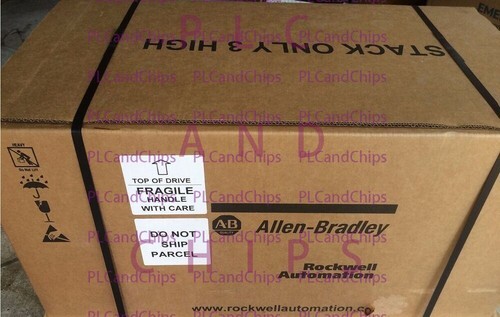 STACK ONLY 3 HIGH
PLC
AND
CHIPS
PLCandChips
HEAVY
TOP OF DRIVE
FRAGILE
HANDLE
WITH CARE
DO NOT
SHIP
PARCEL
AB
Allen-Bradley
Rockwell
Automation
www.rockwellautomation.co